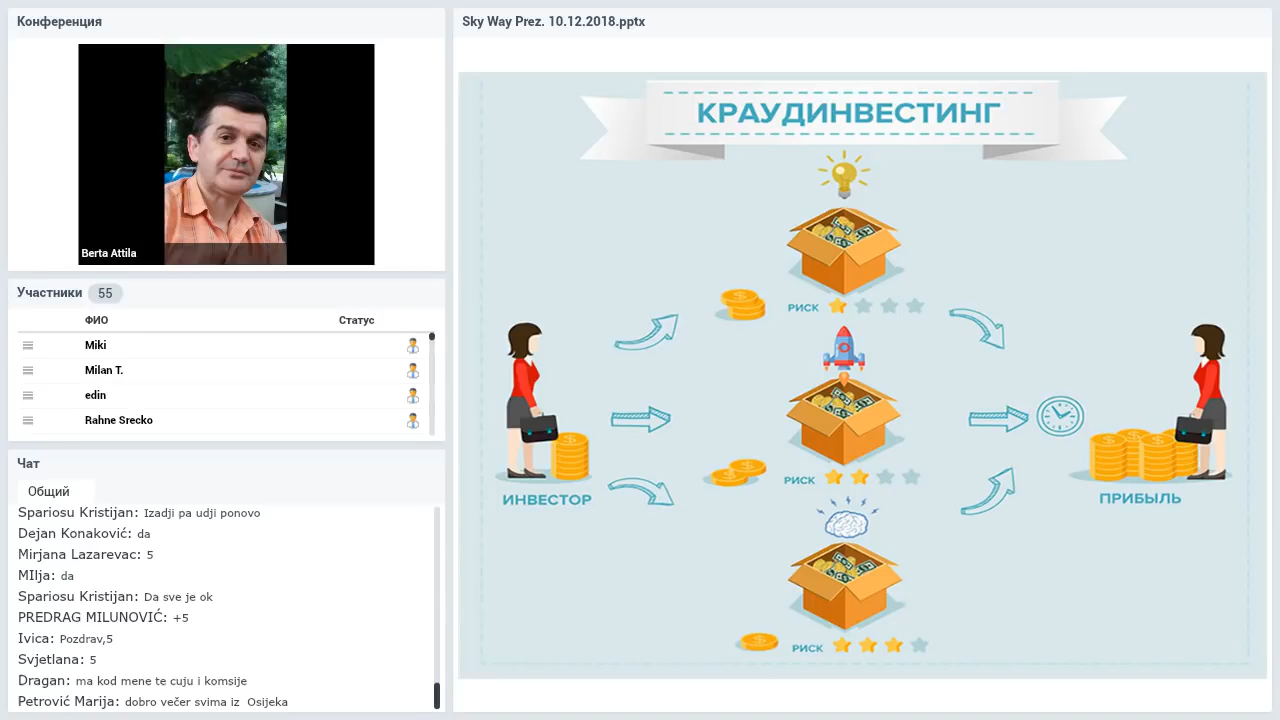 Конференция
Berta Attila
Участники 55
ФИО Статус
Miki
Milan T.
edin
Rahne Srecko
Чат
Общий
Spariosu Kristijan: Izadji pa udji ponovo
Dejan Konaković: da
Mirjana Lazarevac: 5
MIlja: da
Spariosu Kristijan: Da sve je ok
PREDRAG MILUNOVIĆ: +5
Ivica: Pozdrav,5
Svjetlana: 5
Dragan: ma kod mene te cuju i komsije
Petrović Marija: dobro večer svima iz Osijeka
Sky Way Prez. 10.12.2018.pptx
КРАУДИНВЕСТИНГ
РИСК
РИСК
ИНВЕСТОР
ПРИБЫЛЬ
РИСК